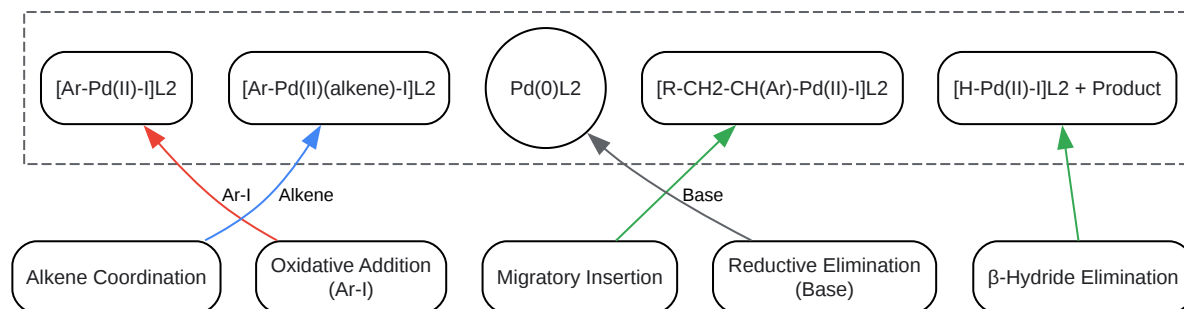 [Ar-Pd(II)-I]L2
[Ar-Pd(II)(alkene)-I]L2
Pd(0)L2
[R-CH2-CH(Ar)-Pd(II)-I]L2
[H-Pd(II)-I]L2 + Product
Ar-I
Alkene
Base
Alkene Coordination
Oxidative Addition
(Ar-I)
Migratory Insertion
Reductive Elimination
(Base)
β-Hydride Elimination